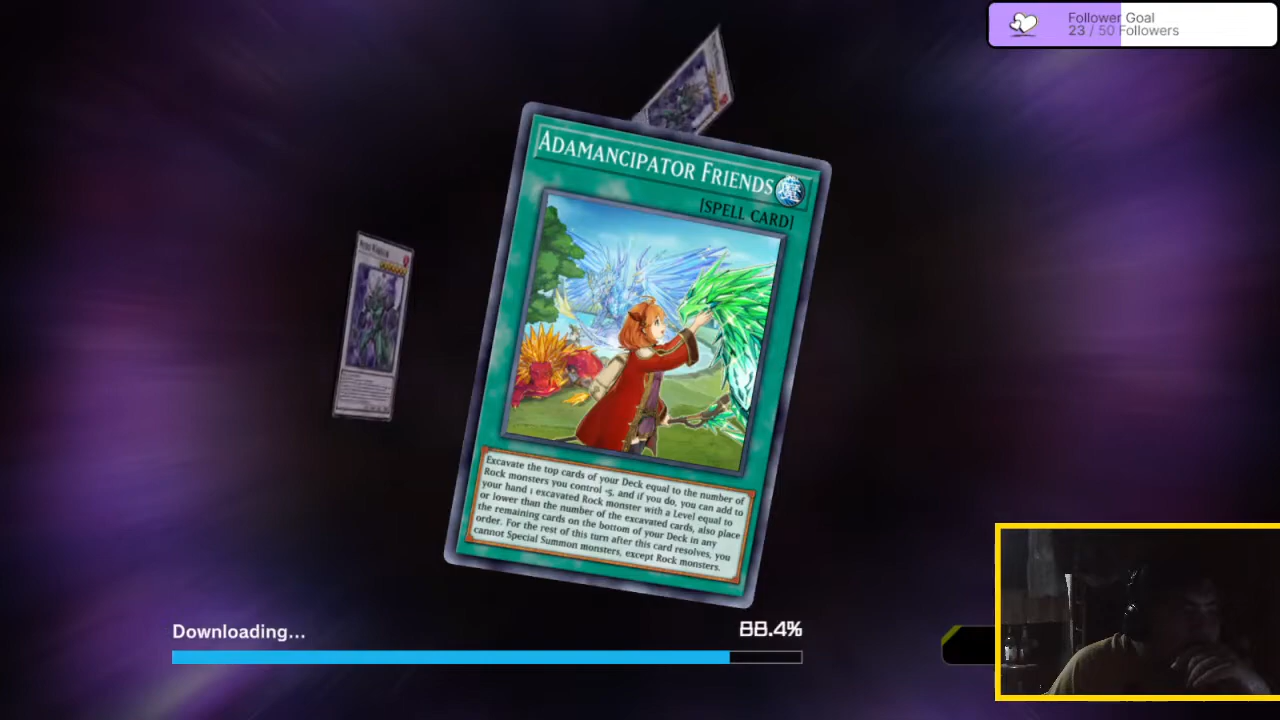 Follower Goal
23 / 50 Followers
ADAMANCIPATOR FRIENDS
[SPELL CARD]
Excavate the top cards of your Deck equal to the number of
Rock monsters you control +5, and if you do, you can add to
your hand 1 excavated Rock monster with a Level equal to
or lower than the number of the excavated cards, also place
the remaining cards on the bottom of your Deck in any
order. For the rest of this turn after this card resolves, you
cannot Special Summon monsters, except Rock monsters.
Downloading...
88.4%